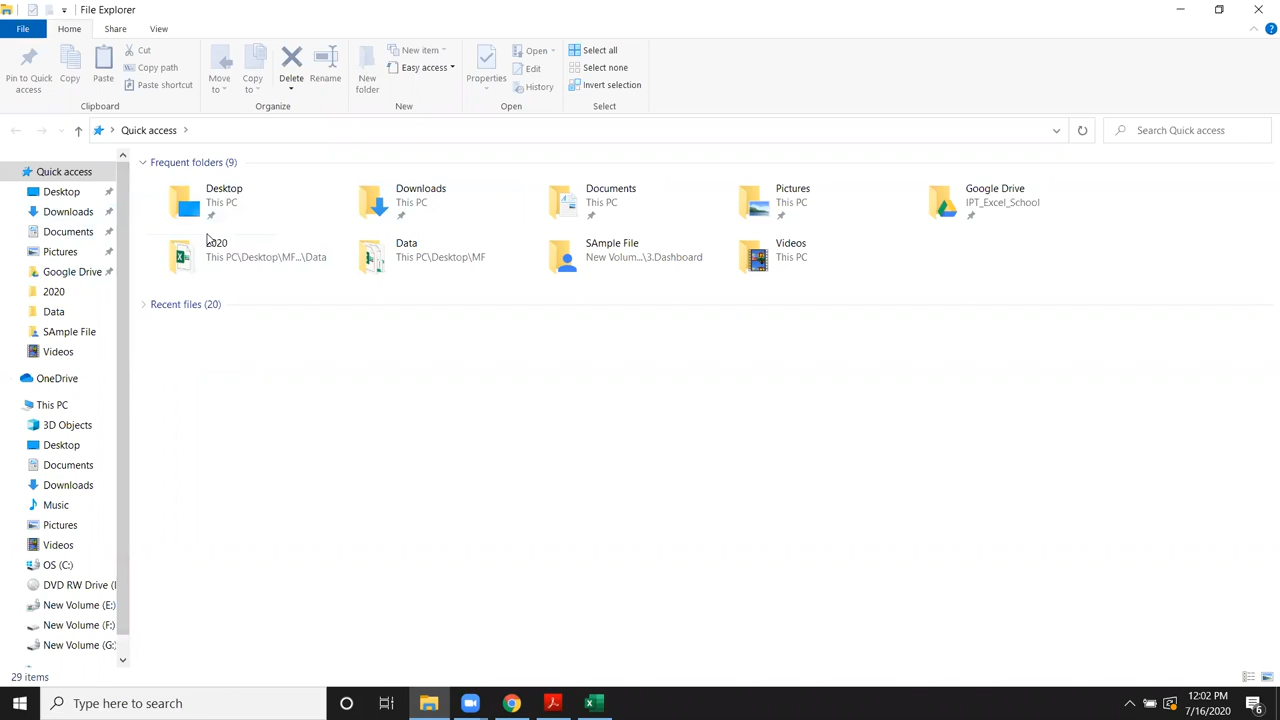 File Explorer
File
Home
Share
View
Pin to Quick access
Copy
Paste
Cut
Copy path
Paste shortcut
Clipboard
Move to
Copy to
Delete
Rename
Organize
New folder
New item
Easy access
New
Properties
Open
Edit
History
Open
Select all
Select none
Invert selection
Select
Quick access
Search Quick access
Quick access
Desktop
Downloads
Documents
Pictures
Google Drive
2020
Data
SAmple File
Videos
OneDrive
This PC
3D Objects
Desktop
Documents
Downloads
Music
Pictures
Videos
OS (C:)
DVD RW Drive (
New Volume (E:)
New Volume (F:)
New Volume (G:)
Frequent folders (9)
Desktop
This PC
Downloads
This PC
Documents
This PC
Pictures
This PC
Google Drive
IPT_Excel_School
2020
This PC\Desktop\MF...\Data
Data
This PC\Desktop\MF
SAmple File
New Volum...\3.Dashboard
Videos
This PC
Recent files (20)
29 items
Type here to search
12:02 PM
7/16/2020
6